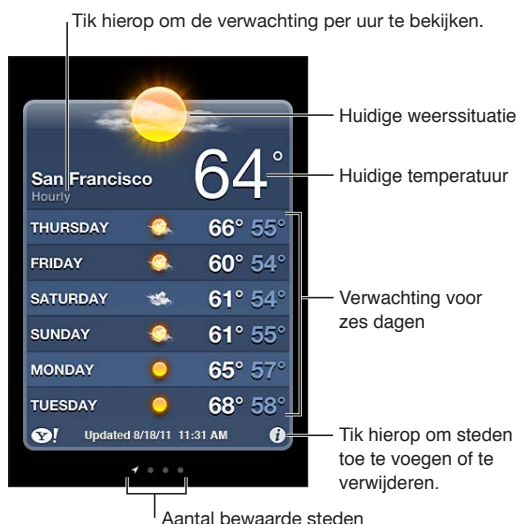 Tik hierop om de verwachting per uur te bekijken.
Huidige weerssituatie
San Francisco
Hourly
64°
Huidige temperatuur
THURSDAY 66° 55°
FRIDAY 60° 54°
SATURDAY 61° 54°
SUNDAY 61° 55°
MONDAY 65° 57°
TUESDAY 68° 58°
Verwachting voor
zes dagen
Y! Updated 8/18/11 11:31 AM i
Tik hierop om steden
toe te voegen of te
verwijderen.
Aantal bewaarde steden